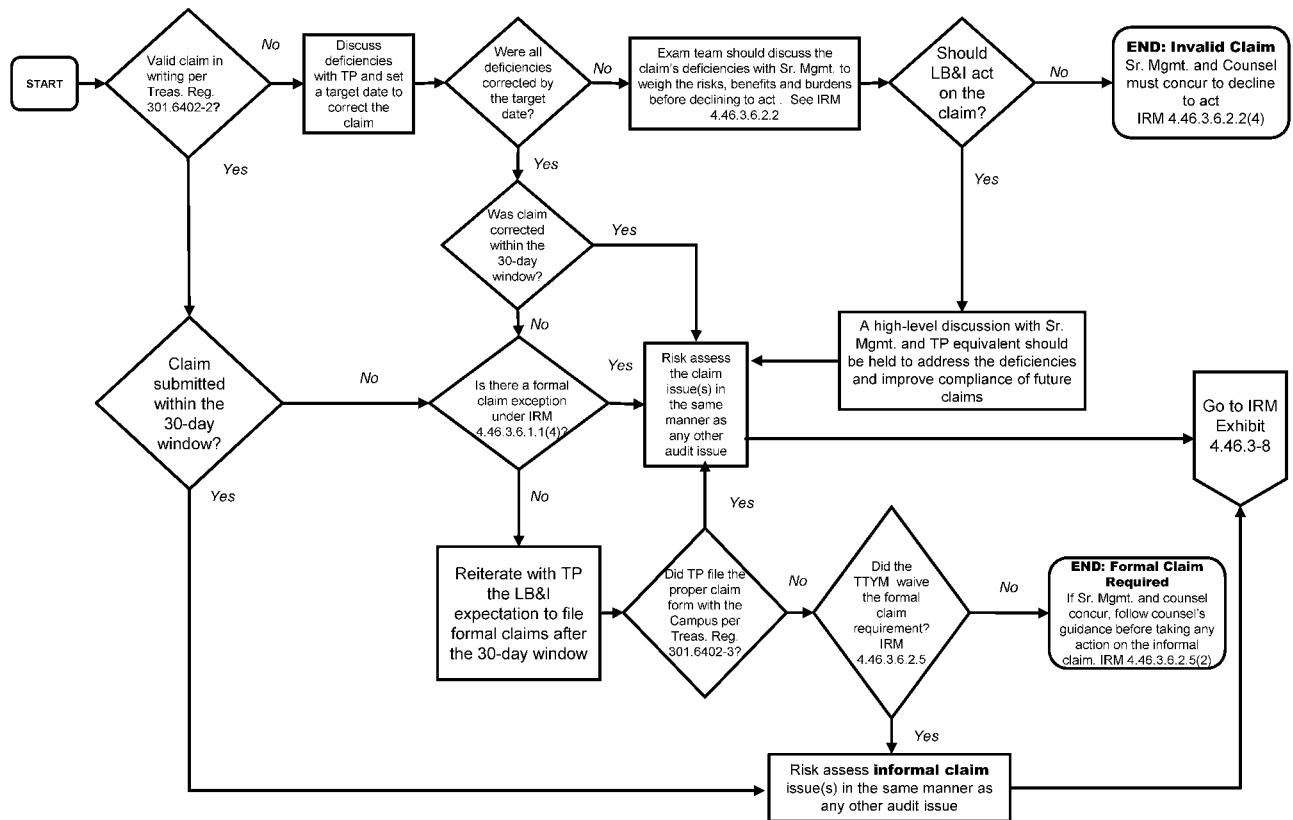 START
Valid claim in
writing per
Treas. Reg.
301.6402-2?
No
Discuss
deficiencies
with TP and set
a target date to
correct the
claim
Were all
deficiencies
corrected by
the target
date?
No
Exam team should discuss the
claim's deficiencies with Sr. Mgmt. to
weigh the risks, benefits and burdens
before declining to act . See IRM
4.46.3.6.2.2
Should
LB&I act
on the
claim?
No
END: Invalid Claim
Sr. Mgmt. and Counsel
must concur to decline
to act
IRM 4.46.3.6.2.2(4)
Yes
Yes
Yes
Was claim
corrected
within the
30-day
window?
Yes
No
Claim
submitted
within the
30-day
window?
No
Is there a formal
claim exception
under IRM
4.46.3.6.1.1(4)?
Yes
Risk assess
the claim
issue(s) in
the same
manner as
any other
audit issue
A high-level discussion with Sr.
Mgmt. and TP equivalent should
be held to address the deficiencies
and improve compliance of future
claims
Go to IRM
Exhibit
4.46.3-8
Yes
No
Yes
Reiterate with TP
the LB&I
expectation to file
formal claims after
the 30-day window
Did TP file the
proper claim
form with the
Campus per
Treas. Reg.
301.6402-3?
No
Did the
TTYM waive
the formal
claim
requirement?
IRM
4.46.3.6.2.5
No
END: Formal Claim
Required
If Sr. Mgmt. and counsel
concur, follow counsel's
guidance before taking any
action on the informal
claim. IRM 4.46.3.6.2.5(2)
Yes
Risk assess informal claim
issue(s) in the same manner as
any other audit issue